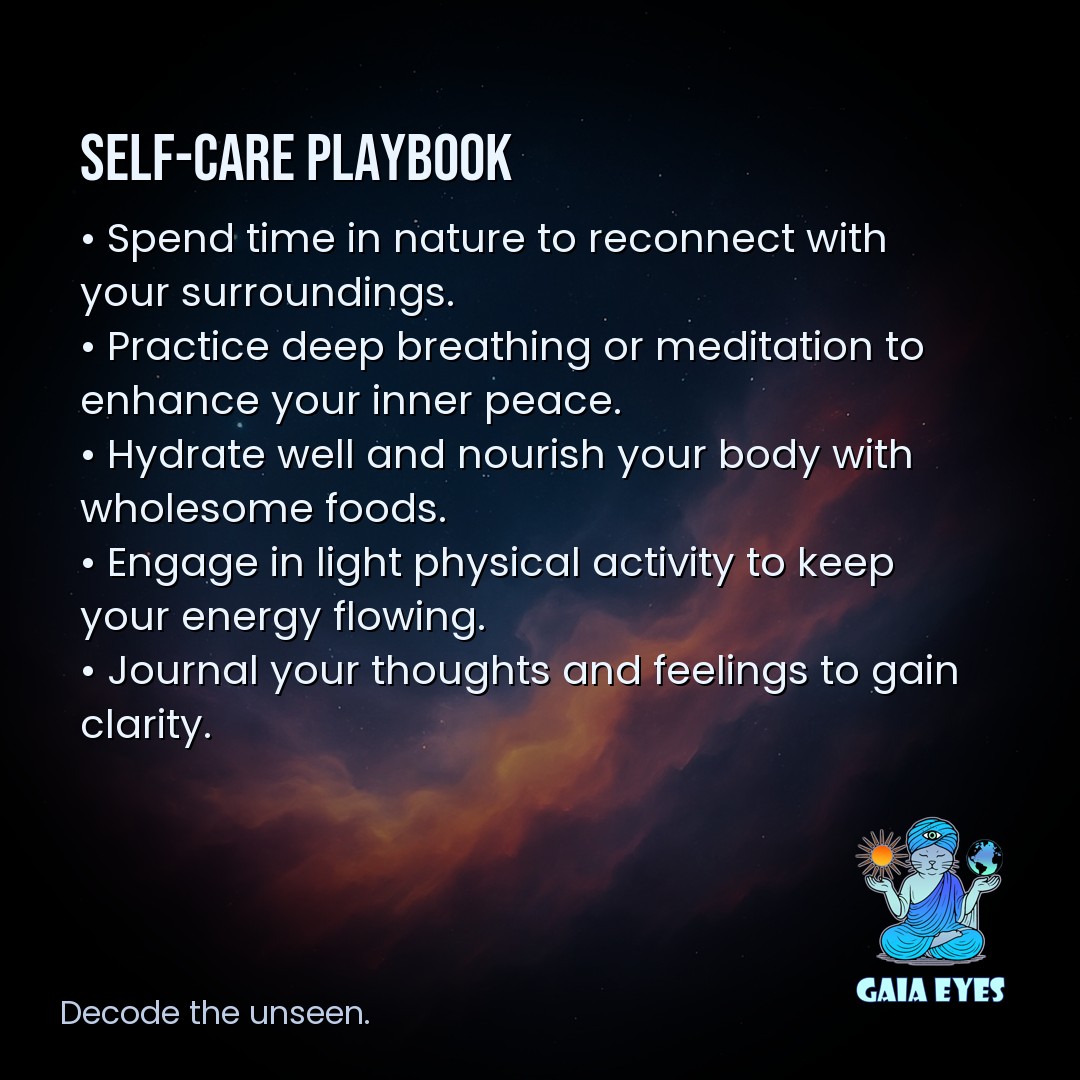 SELF-CARE PLAYBOOK
• Spend time in nature to reconnect with
your surroundings.
• Practice deep breathing or meditation to
enhance your inner peace.
• Hydrate well and nourish your body with
wholesome foods.
• Engage in light physical activity to keep
your energy flowing.
• Journal your thoughts and feelings to gain
clarity.
GAIA EYES
Decode the unseen.